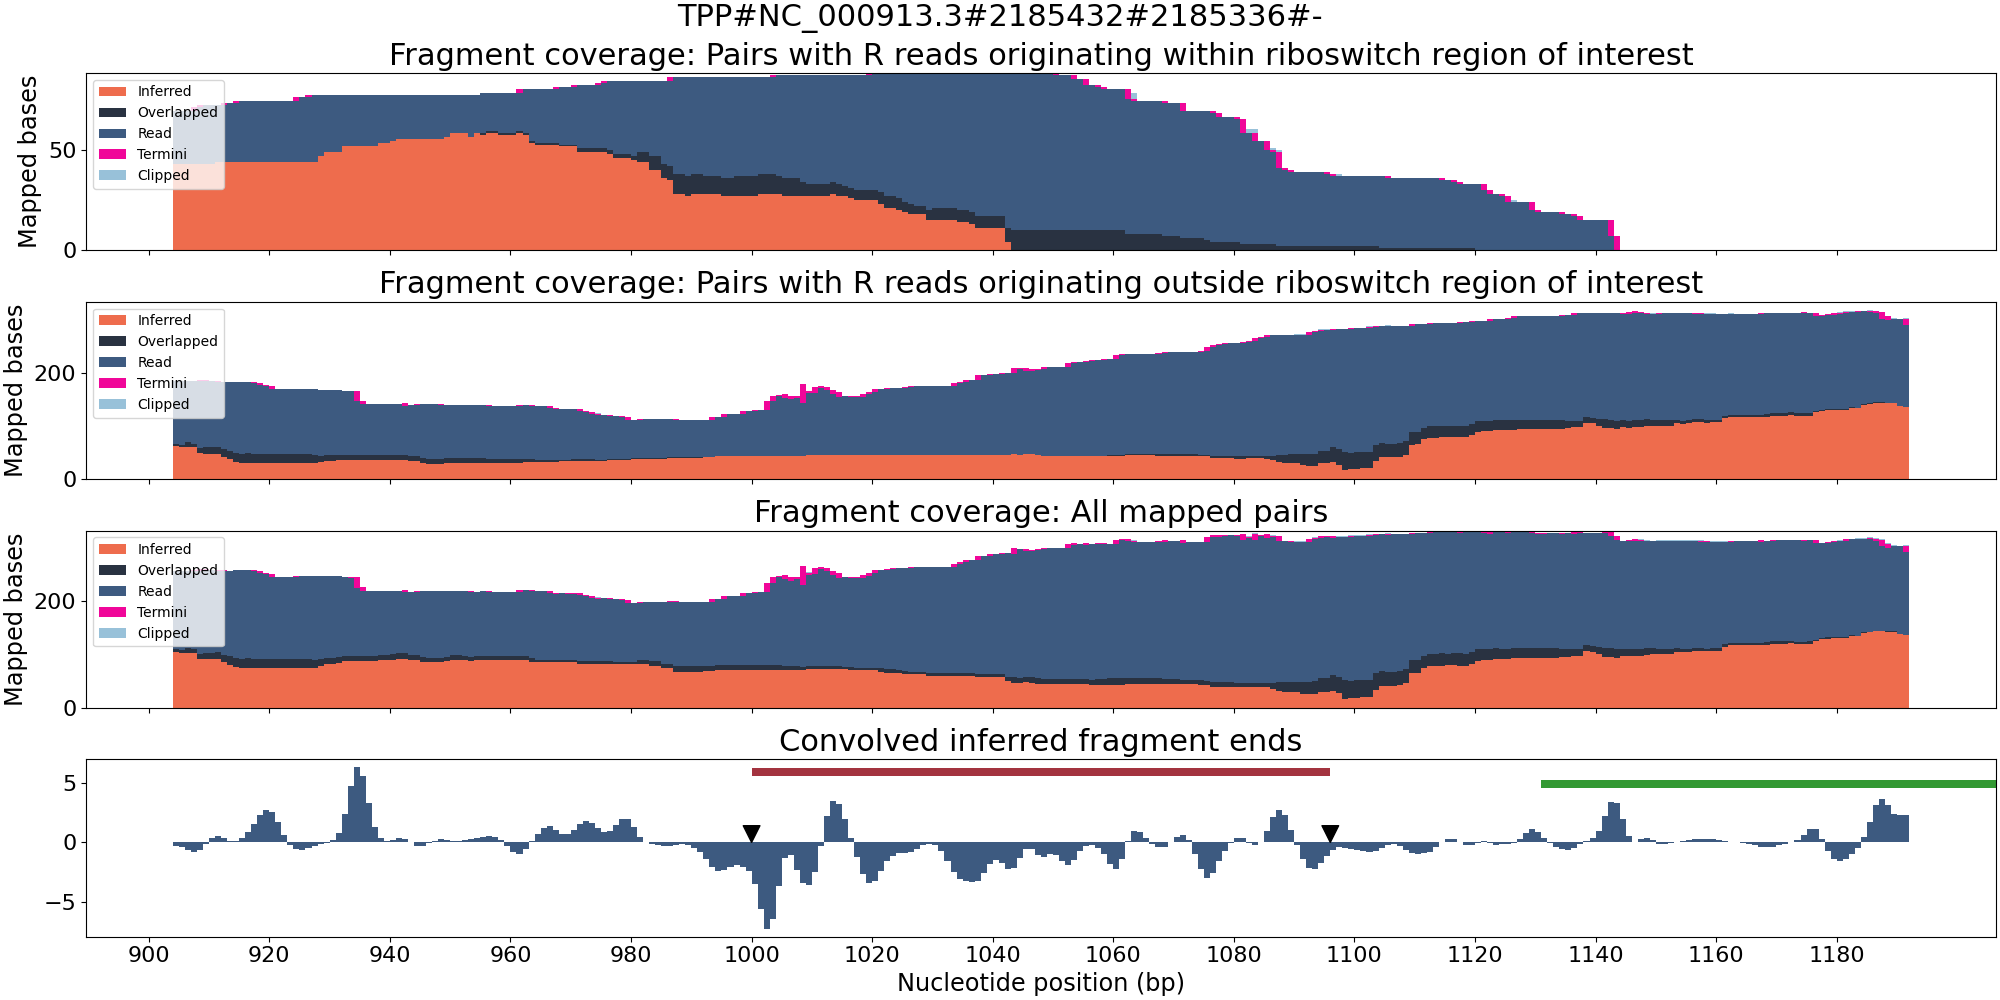 TPP#NC_000913.3#2185432#2185336#-
Fragment coverage: Pairs with R reads originating within riboswitch region of interest
Mapped bases
50
0
Inferred
Overlapped
Read
Termini
Clipped
Fragment coverage: Pairs with R reads originating outside riboswitch region of interest
Mapped bases
200
0
Inferred
Overlapped
Read
Termini
Clipped
Fragment coverage: All mapped pairs
Mapped bases
200
0
Inferred
Overlapped
Read
Termini
Clipped
Convolved inferred fragment ends
5
0
−5
900 920 940 960 980 1000 1020 1040 1060 1080 1100 1120 1140 1160 1180
Nucleotide position (bp)